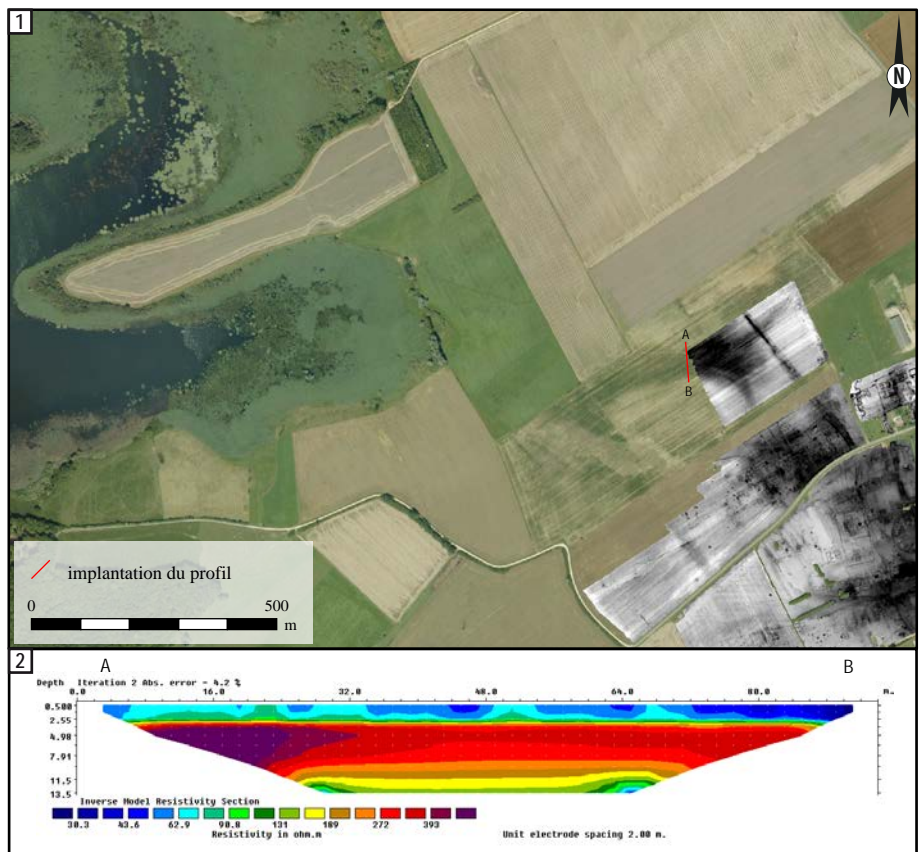 1
N
A
B
implantation du profil
0 500
m
2
A B
Depth Iteration 2 Abs. error - 4.2 %
0.0 16.0 32.0 48.0 64.0 80.0 m.
0.500
2.55
4.98
7.91
11.5
13.5
Inverse Model Resistivity Section
30.3 43.6 62.9 90.8 131 189 272 393
Resistivity in ohm.m Unit electrode spacing 2.00 m.